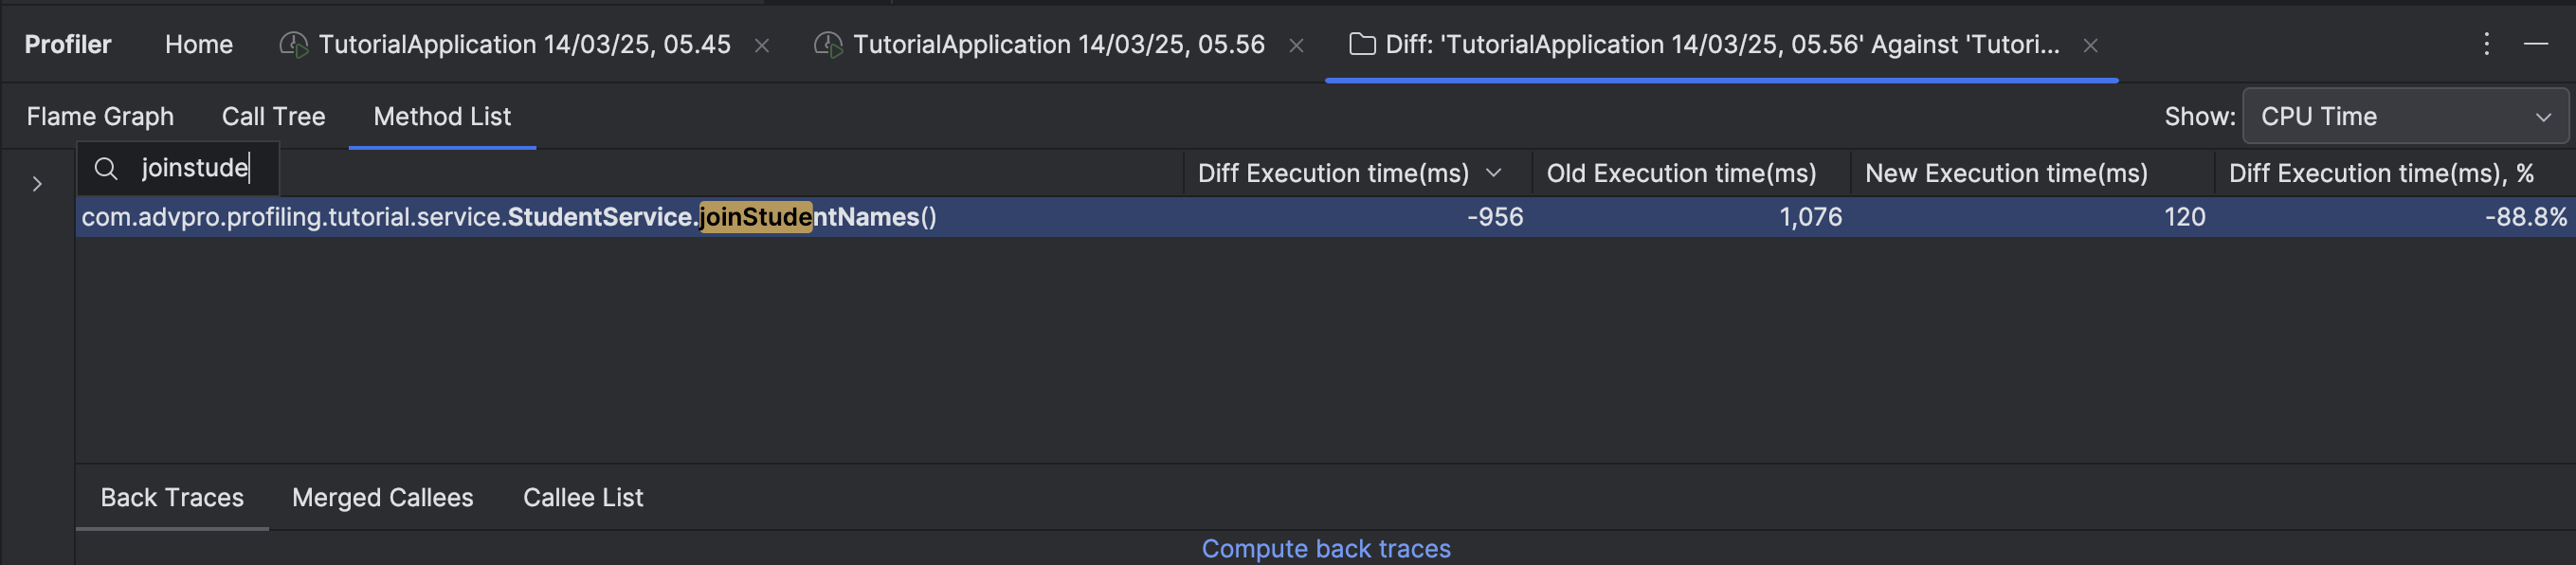 Profiler Home TutorialApplication 14/03/25, 05.45 TutorialApplication 14/03/25, 05.56 Diff: 'TutorialApplication 14/03/25, 05.56' Against 'Tutori...
Flame Graph Call Tree Method List Show: CPU Time
joinstude Diff Execution time(ms) Old Execution time(ms) New Execution time(ms) Diff Execution time(ms), %
com.advpro.profiling.tutorial.service.StudentService.joinStudentNames() -956 1,076 120 -88.8%
Back Traces Merged Callees Callee List
Compute back traces